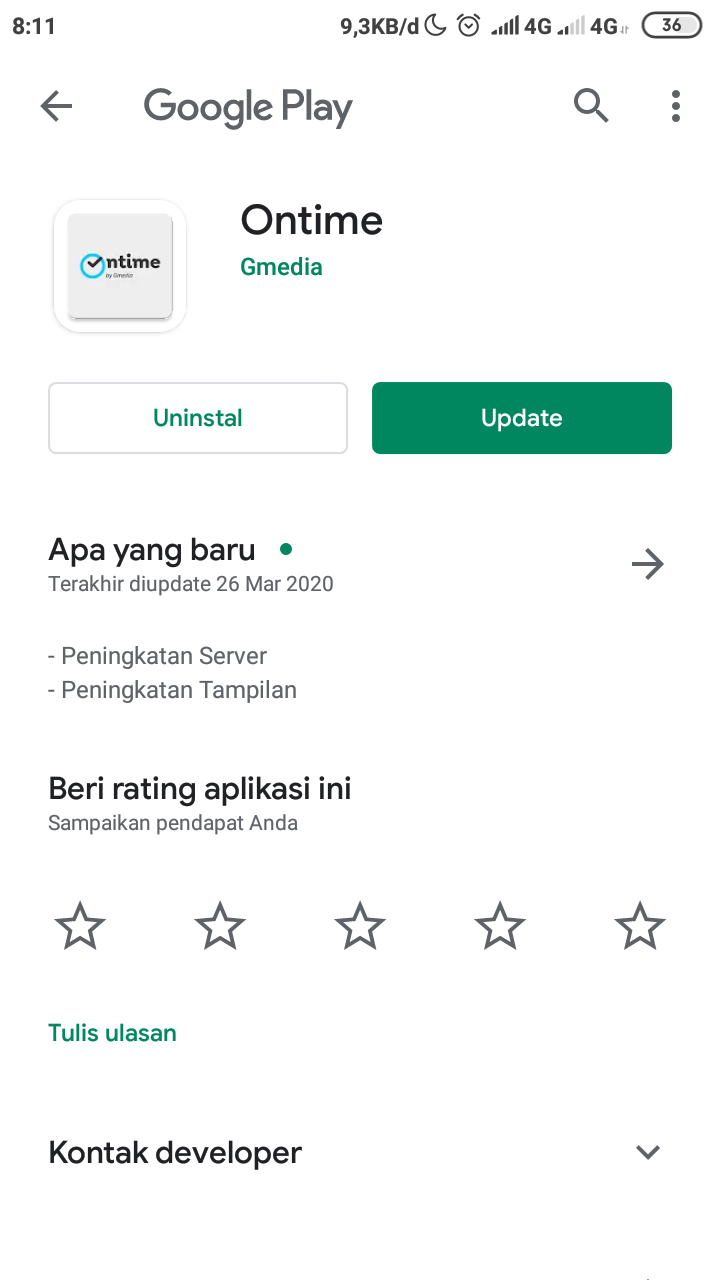 8:11 9,3KB/d 4G 4G 36
Google Play
Ontime
Gmedia
ntime
by Gmedia
Uninstal Update
Apa yang baru
Terakhir diupdate 26 Mar 2020
- Peningkatan Server
- Peningkatan Tampilan
Beri rating aplikasi ini
Sampaikan pendapat Anda
Tulis ulasan
Kontak developer